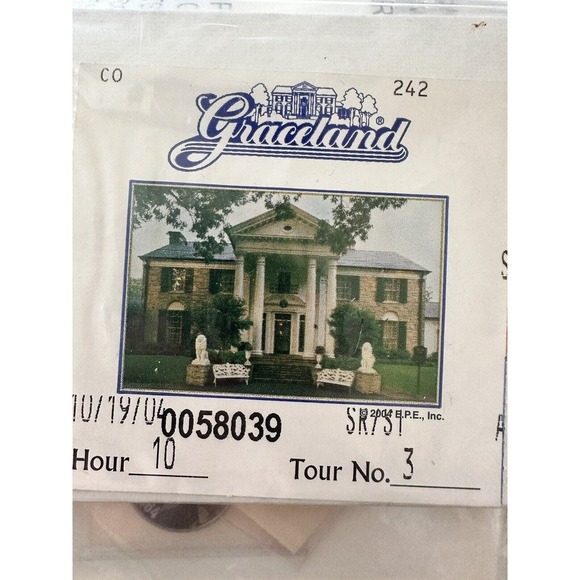 CO 242
Graceland®
© 2004 E.P.E., Inc.
10/19/04 0058039 SR/ST
Hour 10 Tour No. 3